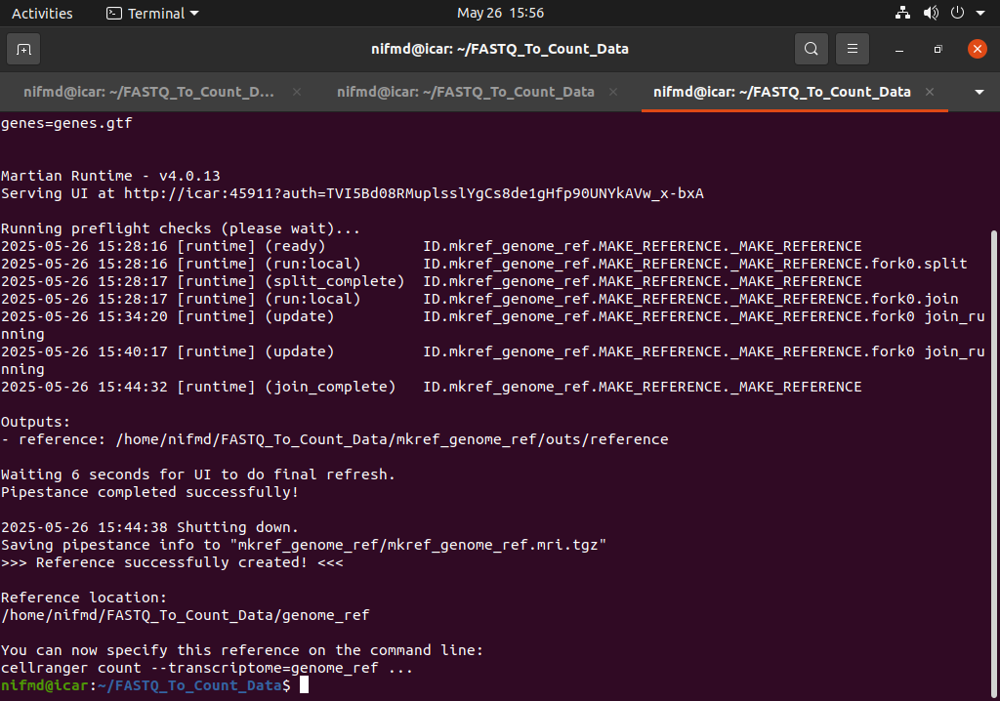 Activities
Terminal
May 26 15:56
nifmd@icar: ~/FASTQ_To_Count_Data
nifmd@icar: ~/FASTQ_To_Count_D...
nifmd@icar: ~/FASTQ_To_Count_Data
nifmd@icar: ~/FASTQ_To_Count_Data
genes=genes.gtf
Martian Runtime - v4.0.13
Serving UI at http://icar:45911?auth=TVI5Bd08RMuplsslYgCs8de1gHfp90UNYkAVw_x-bxA
Running preflight checks (please wait)...
2025-05-26 15:28:16 [runtime] (ready)           ID.mkref_genome_ref.MAKE_REFERENCE._MAKE_REFERENCE
2025-05-26 15:28:16 [runtime] (run:local)       ID.mkref_genome_ref.MAKE_REFERENCE._MAKE_REFERENCE.fork0.split
2025-05-26 15:28:17 [runtime] (split_complete)  ID.mkref_genome_ref.MAKE_REFERENCE._MAKE_REFERENCE
2025-05-26 15:28:17 [runtime] (run:local)       ID.mkref_genome_ref.MAKE_REFERENCE._MAKE_REFERENCE.fork0.join
2025-05-26 15:34:20 [runtime] (update)          ID.mkref_genome_ref.MAKE_REFERENCE._MAKE_REFERENCE.fork0 join_ru
nning
2025-05-26 15:40:17 [runtime] (update)          ID.mkref_genome_ref.MAKE_REFERENCE._MAKE_REFERENCE.fork0 join_ru
nning
2025-05-26 15:44:32 [runtime] (join_complete)   ID.mkref_genome_ref.MAKE_REFERENCE._MAKE_REFERENCE
Outputs:
- reference: /home/nifmd/FASTQ_To_Count_Data/mkref_genome_ref/outs/reference
Waiting 6 seconds for UI to do final refresh.
Pipestance completed successfully!
2025-05-26 15:44:38 Shutting down.
Saving pipestance info to "mkref_genome_ref/mkref_genome_ref.mri.tgz"
>>> Reference successfully created! <<<
Reference location:
/home/nifmd/FASTQ_To_Count_Data/genome_ref
You can now specify this reference on the command line:
cellranger count --transcriptome=genome_ref ...
nifmd@icar:~/FASTQ_To_Count_Data$